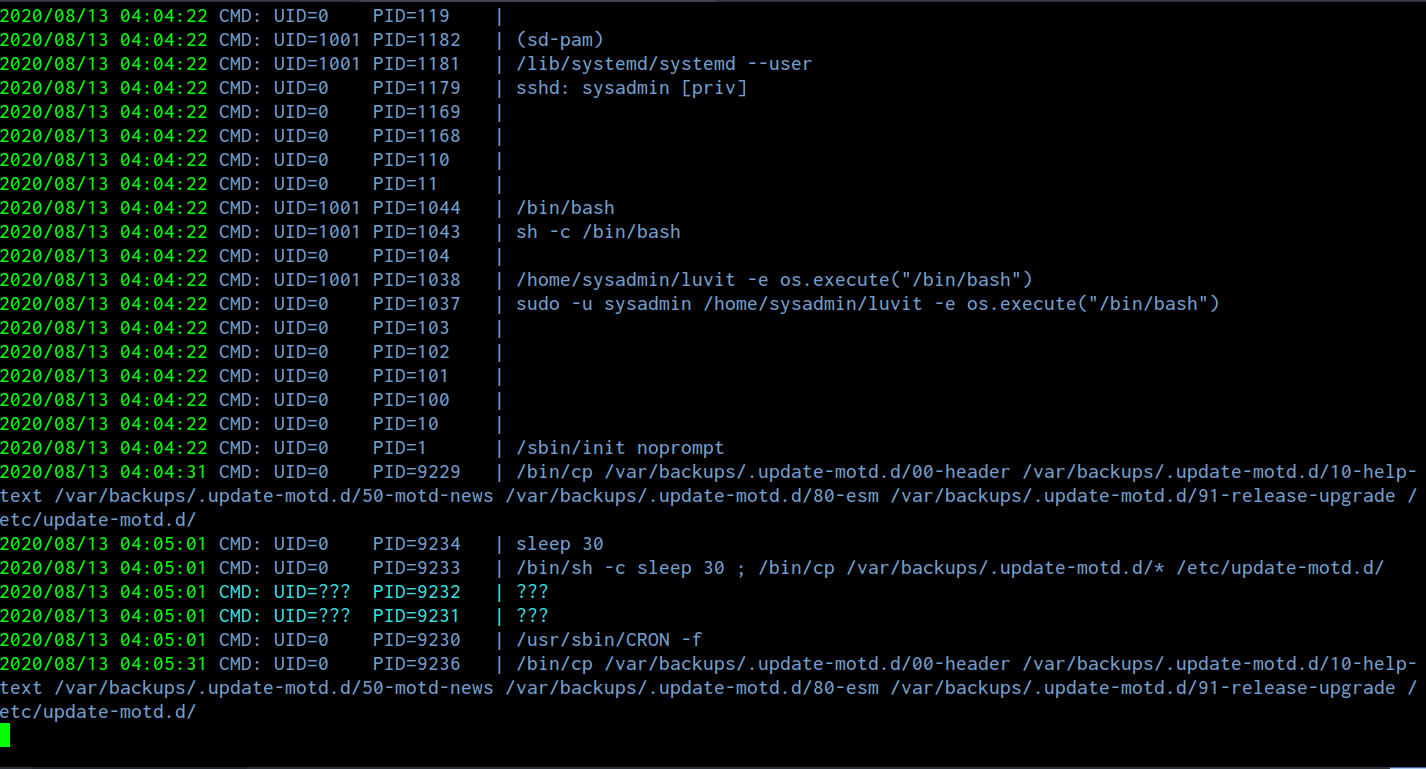 2020/08/13 04:04:22 CMD: UID=0    PID=119    |
2020/08/13 04:04:22 CMD: UID=1001 PID=1182   | (sd-pam)
2020/08/13 04:04:22 CMD: UID=1001 PID=1181   | /lib/systemd/systemd --user
2020/08/13 04:04:22 CMD: UID=0    PID=1179   | sshd: sysadmin [priv]
2020/08/13 04:04:22 CMD: UID=0    PID=1169   |
2020/08/13 04:04:22 CMD: UID=0    PID=1168   |
2020/08/13 04:04:22 CMD: UID=0    PID=110    |
2020/08/13 04:04:22 CMD: UID=0    PID=11     |
2020/08/13 04:04:22 CMD: UID=1001 PID=1044   | /bin/bash
2020/08/13 04:04:22 CMD: UID=1001 PID=1043   | sh -c /bin/bash
2020/08/13 04:04:22 CMD: UID=0    PID=104    |
2020/08/13 04:04:22 CMD: UID=1001 PID=1038   | /home/sysadmin/luvit -e os.execute("/bin/bash")
2020/08/13 04:04:22 CMD: UID=0    PID=1037   | sudo -u sysadmin /home/sysadmin/luvit -e os.execute("/bin/bash")
2020/08/13 04:04:22 CMD: UID=0    PID=103    |
2020/08/13 04:04:22 CMD: UID=0    PID=102    |
2020/08/13 04:04:22 CMD: UID=0    PID=101    |
2020/08/13 04:04:22 CMD: UID=0    PID=100    |
2020/08/13 04:04:22 CMD: UID=0    PID=10     |
2020/08/13 04:04:22 CMD: UID=0    PID=1      | /sbin/init noprompt
2020/08/13 04:04:31 CMD: UID=0    PID=9229   | /bin/cp /var/backups/.update-motd.d/00-header /var/backups/.update-motd.d/10-help-
text /var/backups/.update-motd.d/50-motd-news /var/backups/.update-motd.d/80-esm /var/backups/.update-motd.d/91-release-upgrade /
etc/update-motd.d/
2020/08/13 04:05:01 CMD: UID=0    PID=9234   | sleep 30
2020/08/13 04:05:01 CMD: UID=0    PID=9233   | /bin/sh -c sleep 30 ; /bin/cp /var/backups/.update-motd.d/* /etc/update-motd.d/
2020/08/13 04:05:01 CMD: UID=???  PID=9232   | ???
2020/08/13 04:05:01 CMD: UID=???  PID=9231   | ???
2020/08/13 04:05:01 CMD: UID=0    PID=9230   | /usr/sbin/CRON -f
2020/08/13 04:05:31 CMD: UID=0    PID=9236   | /bin/cp /var/backups/.update-motd.d/00-header /var/backups/.update-motd.d/10-help-
text /var/backups/.update-motd.d/50-motd-news /var/backups/.update-motd.d/80-esm /var/backups/.update-motd.d/91-release-upgrade /
etc/update-motd.d/